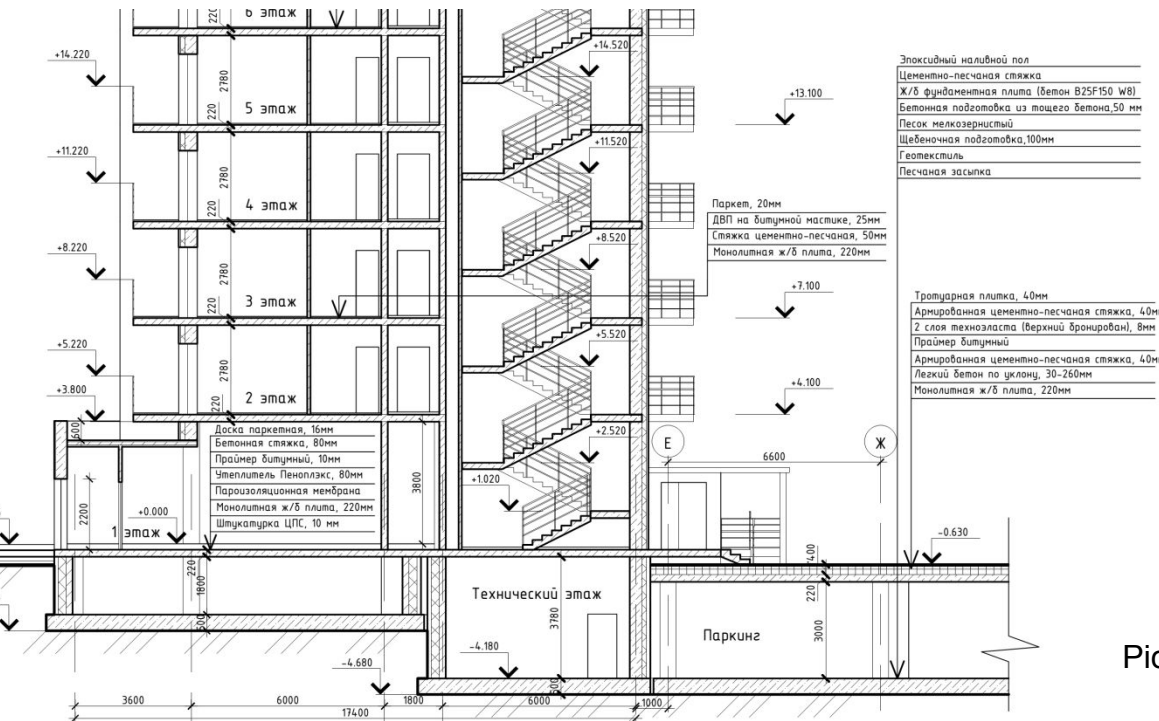 6 этаж
220
+14.220
+14.520
2780
5 этаж
220
+13.100
+11.220
+11.520
2780
4 этаж
220
+8.220
+8.520
2780
3 этаж
220
+7.100
+5.220
+5.520
2780
2 этаж
220
+3.800
+4.100
600
+2.520
+1.020
3800
2200
+0.000
1 этаж
220
1800
Эпоксидный наливной пол
Цементно-песчаная стяжка
Ж/б фундаментная плита (бетон В25F150 W8)
Бетонная подготовка из тощего бетона,50 мм
Песок мелкозернистый
Щебеночная подготовка,100мм
Геотекстиль
Песчаная засыпка
Паркет, 20мм
ДВП на битумной мастике, 25мм
Стяжка цементно-песчаная, 50мм
Монолитная ж/б плита, 220мм
Тротуарная плитка, 40мм
Армированная цементно-песчаная стяжка, 40м
2 слоя техноэласта (верхний бронирован), 8мм
Праймер битумный
Армированная цементно-песчаная стяжка, 40м
Легкий бетон по уклону, 30-260мм
Монолитная ж/б плита, 220мм
Доска паркетная, 16мм
Бетонная стяжка, 80мм
Праймер битумный, 10мм
Утеплитель Пеноплэкс, 80мм
Пароизоляционная мембрана
Монолитная ж/б плита, 220мм
Штукатурка ЦПС, 10 мм
Е
Ж
6600
-0.630
400
220
3000
Технический этаж
3780
Паркинг
-4.180
-4.680
3600
6000
1800
6000
1000
17400
Pic